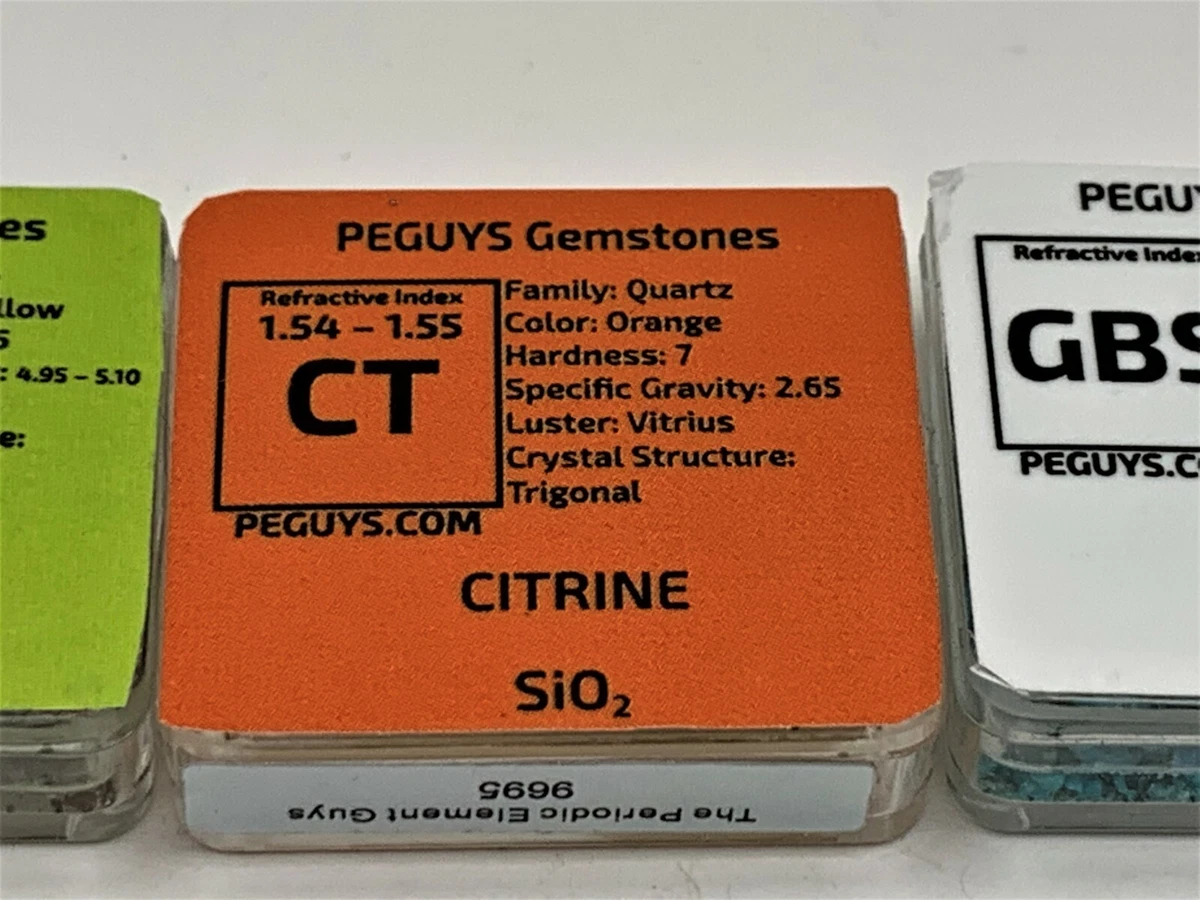 es
llow
5
: 4.95 – 5.10
e:
PEGUYS Gemstones
Refractive Index
1.54 – 1.55
CT
PEGUYS.COM
Family: Quartz
Color: Orange
Hardness: 7
Specific Gravity: 2.65
Luster: Vitrius
Crystal Structure:
Trigonal
CITRINE
SiO₂
The Periodic Element Guys
9695
PEGUY
Refractive Index
GBS
PEGUYS.C